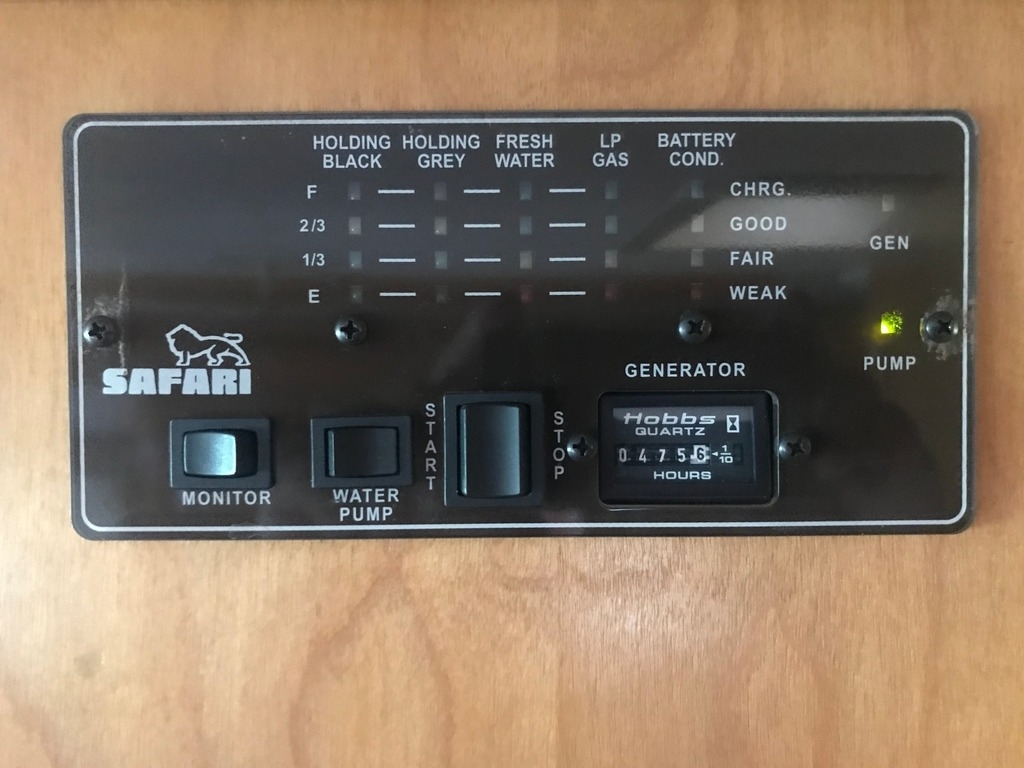 HOLDING BLACK HOLDING GREY FRESH WATER LP GAS BATTERY COND.
F CHRG.
2/3 GOOD
GEN
1/3 FAIR
E WEAK
PUMP
SAFARI
GENERATOR
START
STOP
Hobbs
QUARTZ
0 4 7 5 6 1/10
HOURS
MONITOR
WATER
PUMP